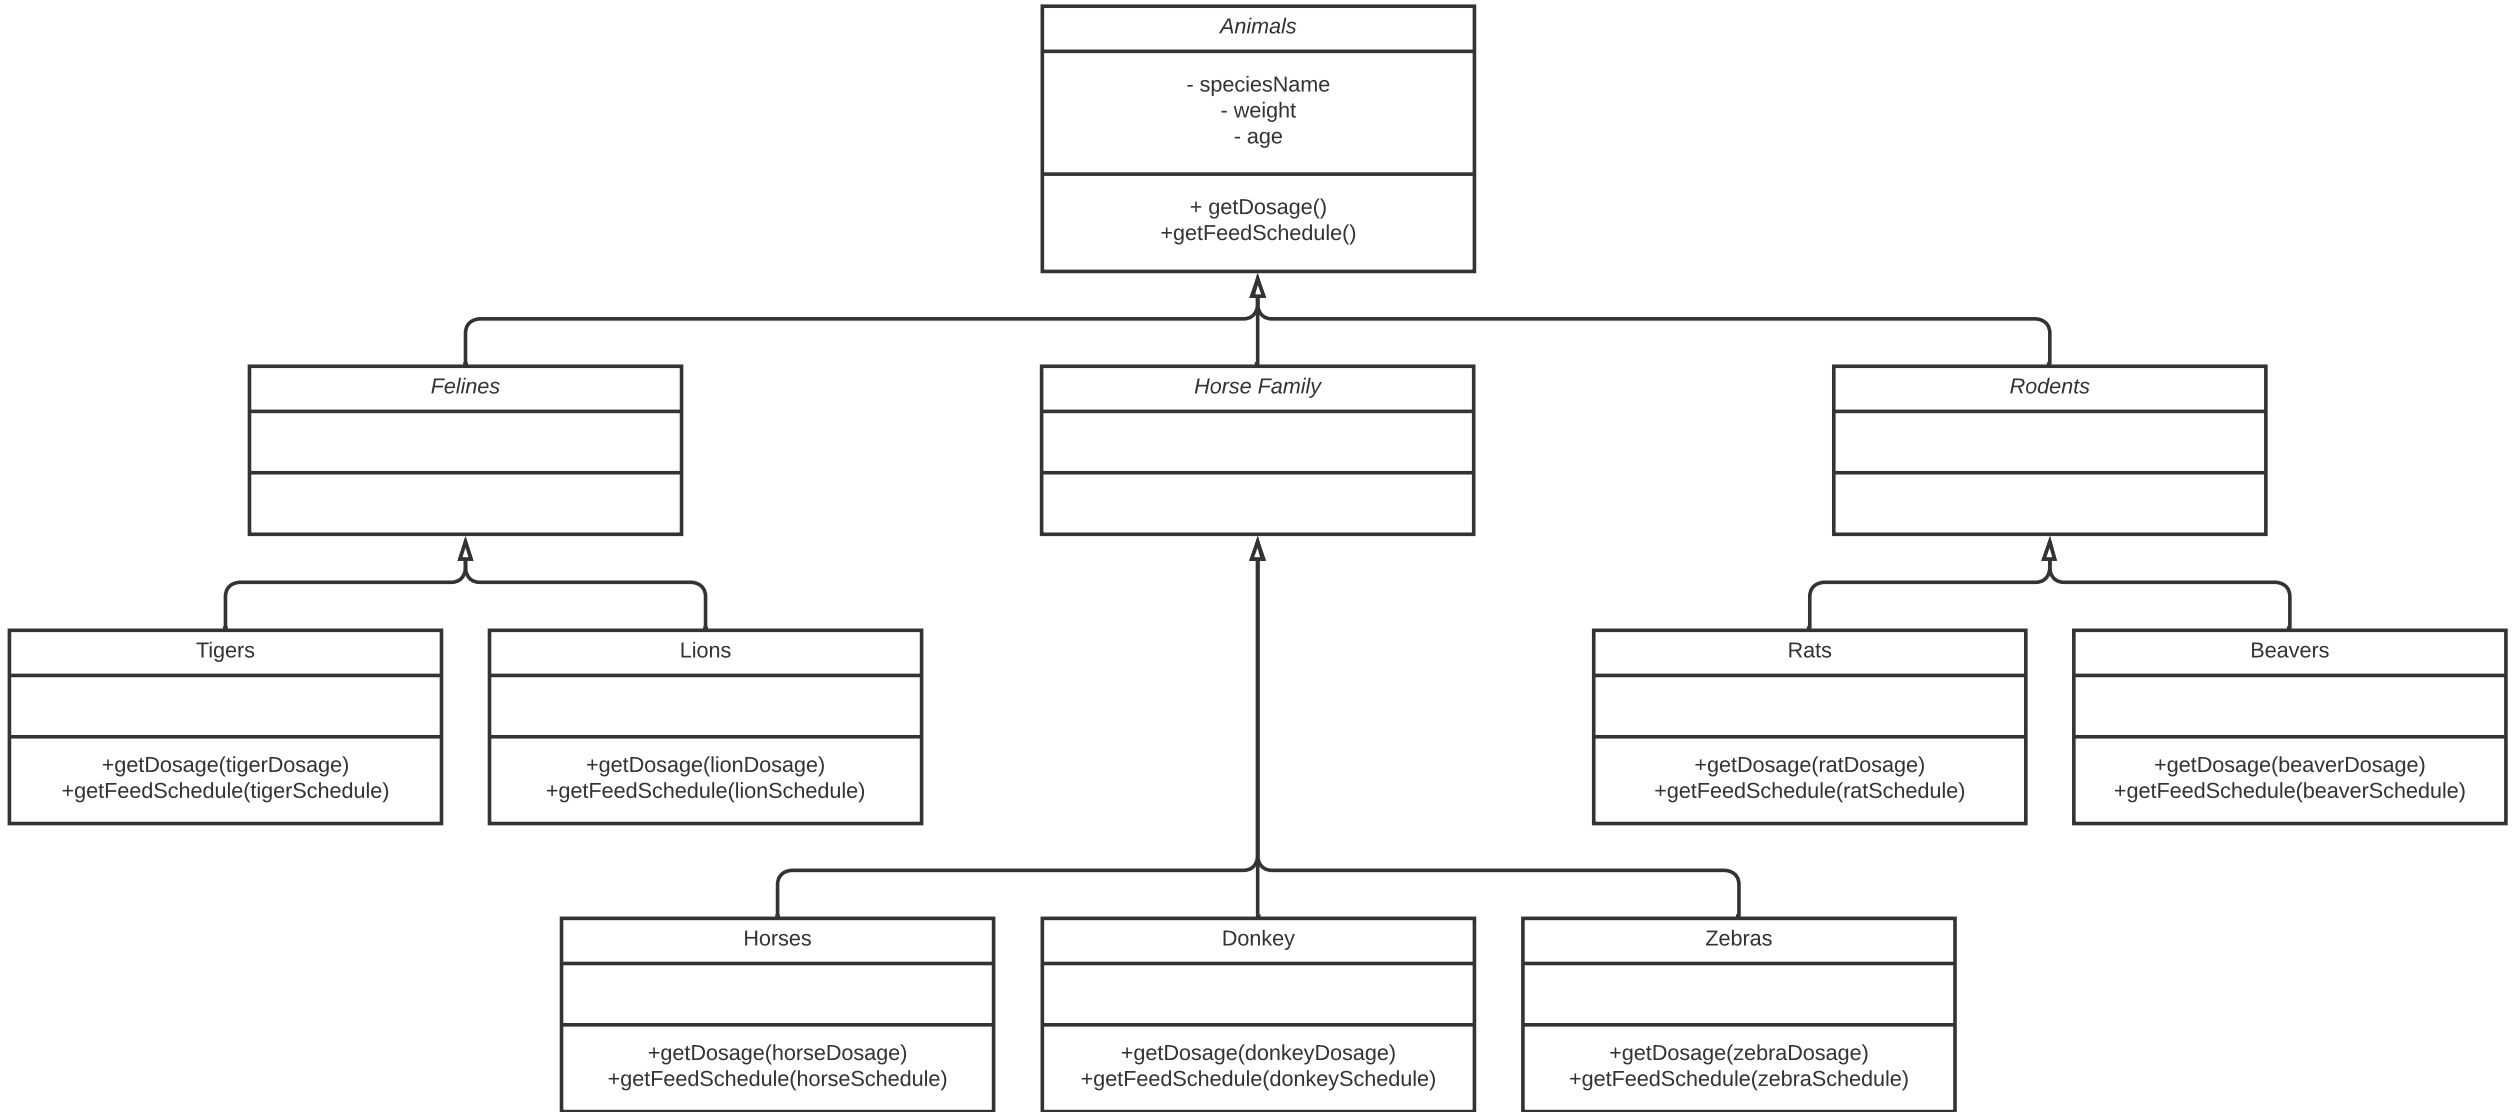 Animals
- speciesName
- weight
- age
+ getDosage()
+getFeedSchedule()
Felines
Horse Family
Rodents
Tigers
+getDosage(tigerDosage)
+getFeedSchedule(tigerSchedule)
Lions
+getDosage(lionDosage)
+getFeedSchedule(lionSchedule)
Rats
+getDosage(ratDosage)
+getFeedSchedule(ratSchedule)
Beavers
+getDosage(beaverDosage)
+getFeedSchedule(beaverSchedule)
Horses
+getDosage(horseDosage)
+getFeedSchedule(horseSchedule)
Donkey
+getDosage(donkeyDosage)
+getFeedSchedule(donkeySchedule)
Zebras
+getDosage(zebraDosage)
+getFeedSchedule(zebraSchedule)